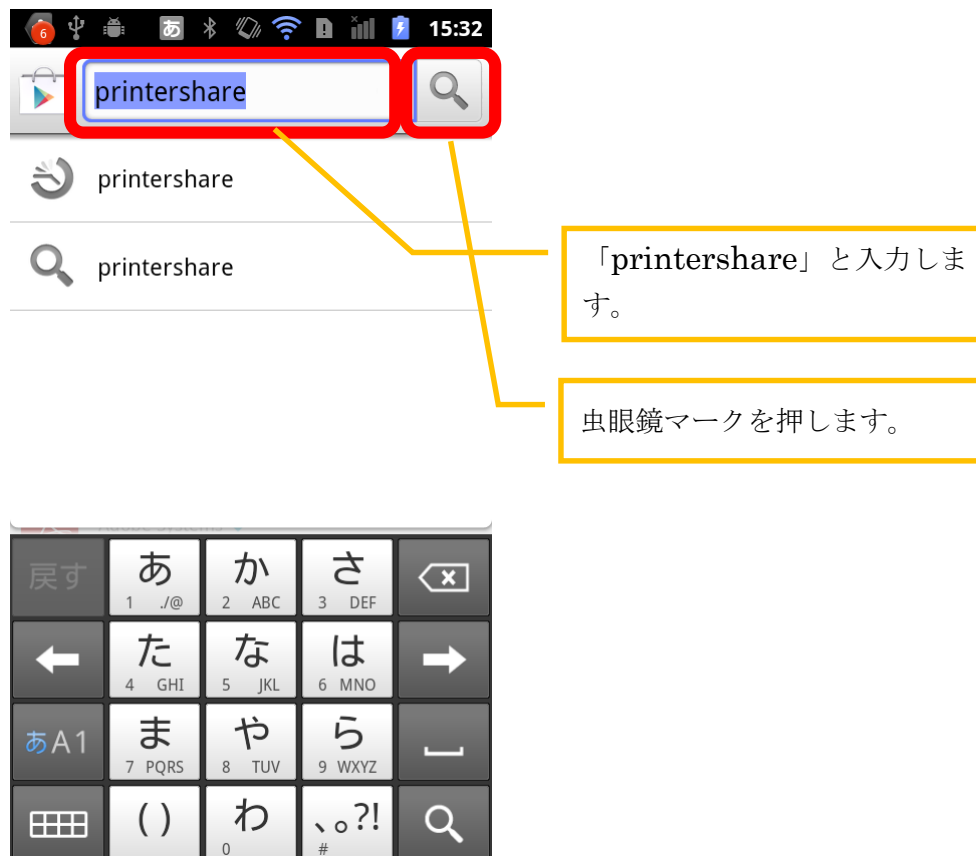 6 あ 15:32
printershare
printershare
printershare
「printershare」と入力しま
す。
虫眼鏡マークを押します。
戻す あ か さ
1 ./@ 2 ABC 3 DEF
た な は
4 GHI 5 JKL 6 MNO
あA1 ま や ら
7 PQRS 8 TUV 9 WXYZ
( ) わ 、。?!
0 #